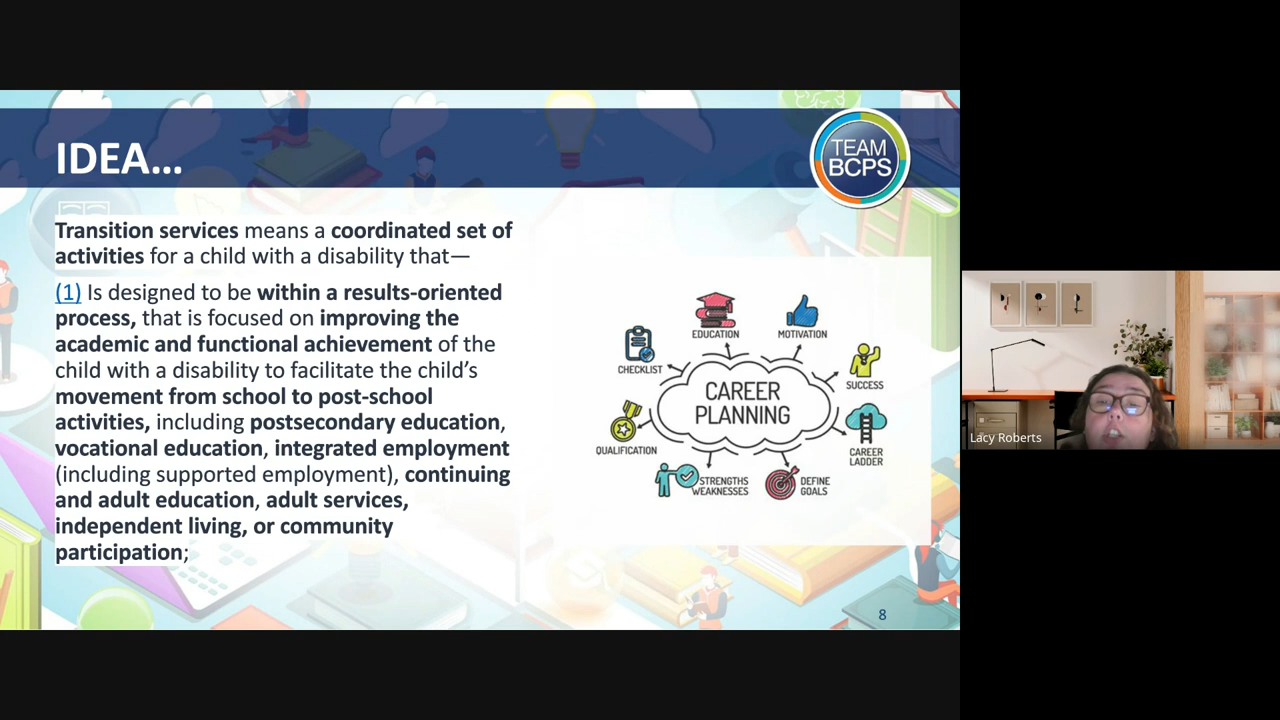 IDEA...
TEAM
BCPS
Transition services means a coordinated set of
activities for a child with a disability that—
(1) Is designed to be within a results-oriented
process, that is focused on improving the
academic and functional achievement of the
child with a disability to facilitate the child’s
movement from school to post-school
activities, including postsecondary education,
vocational education, integrated employment
(including supported employment), continuing
and adult education, adult services,
independent living, or community
participation;
EDUCATION
MOTIVATION
CHECKLIST
SUCCESS
CAREER
PLANNING
QUALIFICATION
CAREER
LADDER
STRENGTHS
WEAKNESSES
DEFINE
GOALS
8
Lacy Roberts